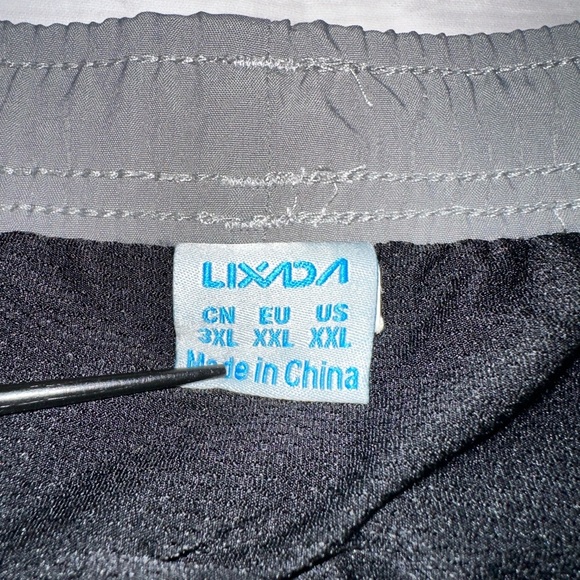 LIXADA
CN EU US
3XL XXL XXL
Made in China